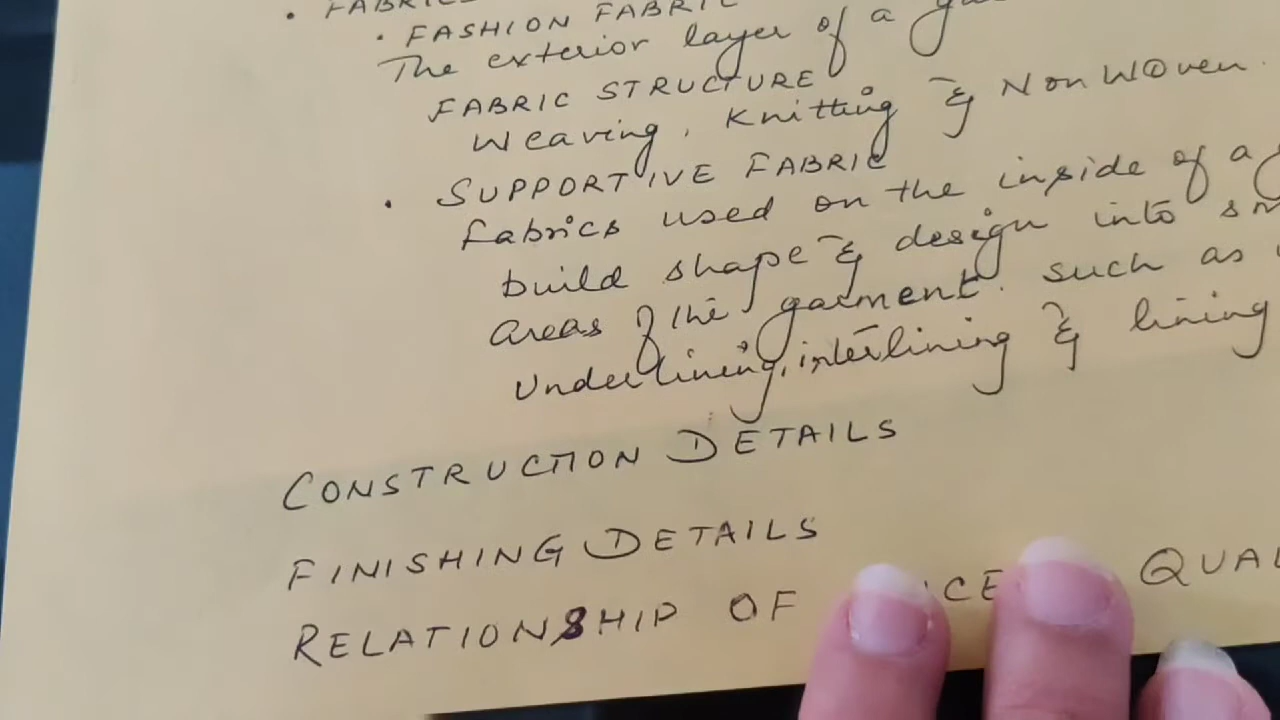 • FASHION FABRIC
The exterior layer of a
FABRIC STRUCTURE
Weaving, Knitting & Non Woven.
• SUPPORTIVE FABRIC
Fabrics used on the inside of a
build shape & design into
areas of the garment. such as
Underlining, interlining & lining
CONSTRUCTION DETAILS
FINISHING DETAILS
RELATIONSHIP OF